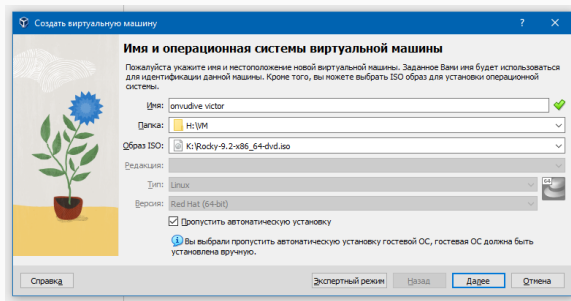 Создать виртуальную машину
Имя и операционная системы виртуальной машины
Пожалуйста укажите имя и местоположение новой виртуальной машины. Заданное Вами имя будет использоваться
для идентификации данной машины. Кроме того, вы можете выбрать ISO образ для установки операционной
системы.
Имя: onvudive victor
Папка: H:\VM
Образ ISO: K:\Rocky-9.2-x86_64-dvd.iso
Редакция:
Тип: Linux
64
Версия: Red Hat (64-bit)
Пропустить автоматическую установку
Вы выбрали пропустить автоматическую установку гостевой ОС, гостевая ОС должна быть
установлена вручную.
Справка Экспертный режим Назад Далее Отмена